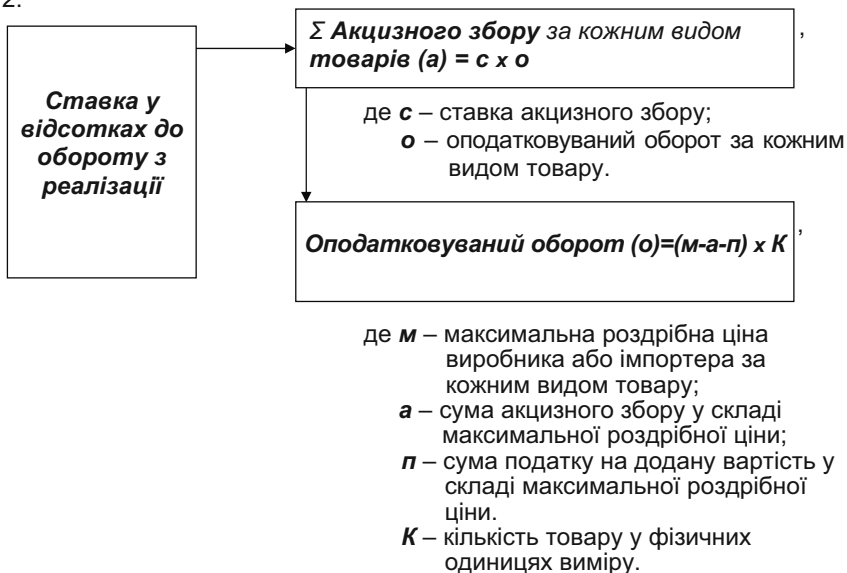 2.
Σ Акцизного збору за кожним видом
товарів (а) = с х о ,
Ставка у
відсотках до
обороту з
реалізації
де с – ставка акцизного збору;
о – оподатковуваний оборот за кожним
видом товару.
Оподатковуваний оборот (о)=(м-а-п) х К ,
де м – максимальна роздрібна ціна
виробника або імпортера за
кожним видом товару;
а – сума акцизного збору у складі
максимальної роздрібної ціни;
п – сума податку на додану вартість у
складі максимальної роздрібної
ціни.
К – кількість товару у фізичних
одиницях виміру.